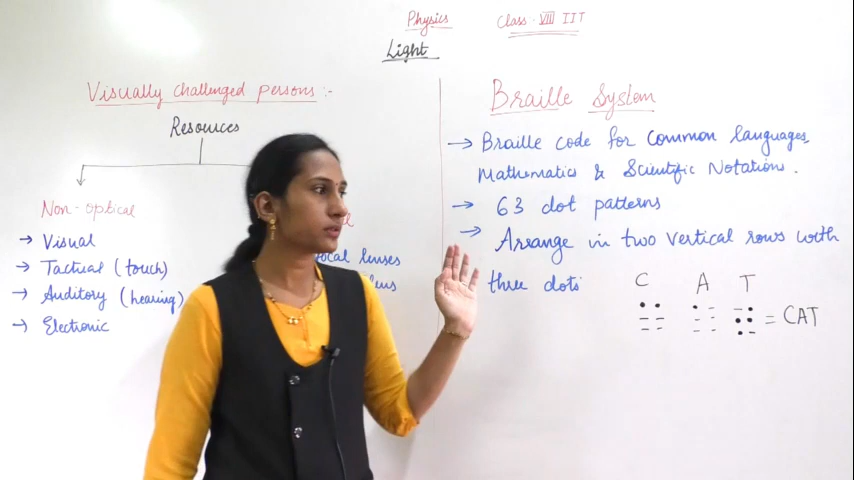 Physics Class - VIII IIT
Light
Visually challenged persons :-
Resources
Non-optical
→ Visual
→ Tactual (touch)
→ Auditory (hearing)
→ Electronic
lenses
Braille System
→ Braille code for common languages,
Mathematics & Scientific Notations.
→ 63 dot patterns
→ Arrange in two vertical rows with
three dots
C A T
= CAT